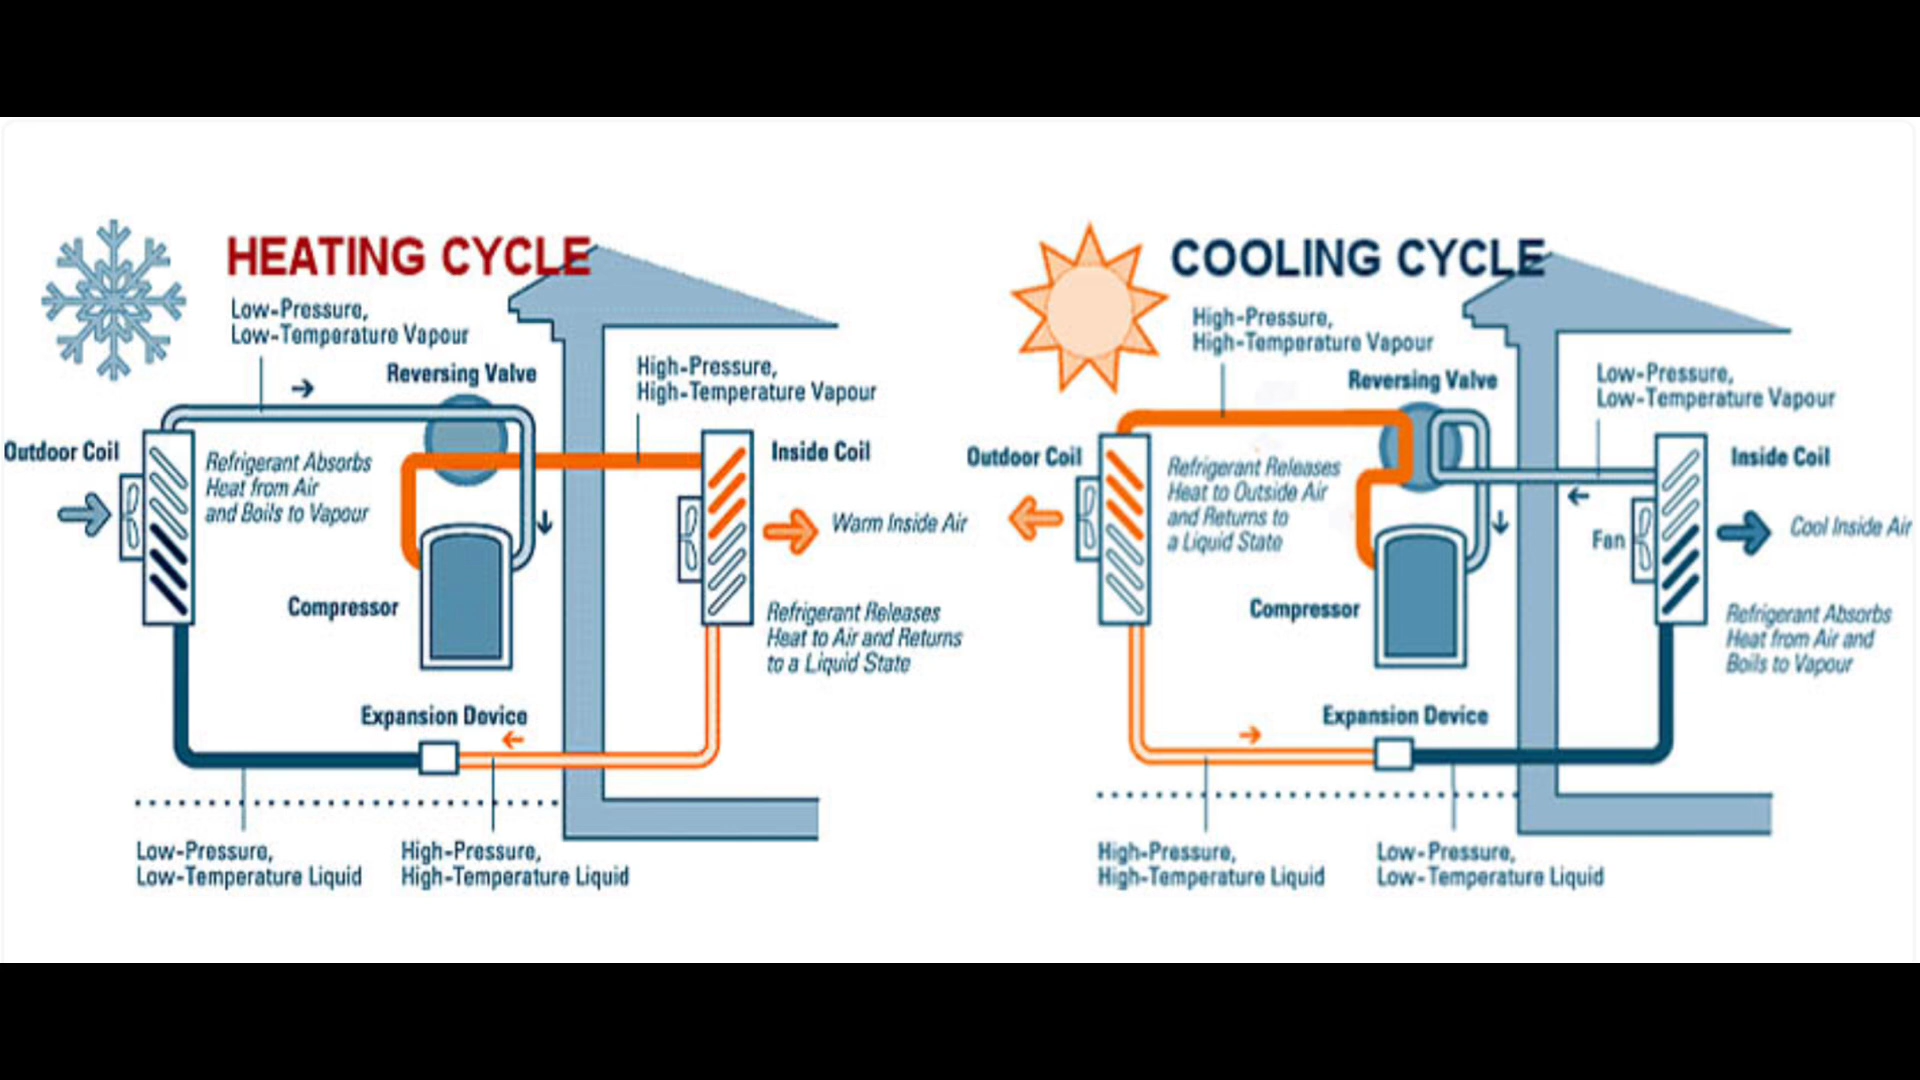 HEATING CYCLE
Low-Pressure,
Low-Temperature Vapour
Reversing Valve
High-Pressure,
High-Temperature Vapour
Outdoor Coil
Refrigerant Absorbs
Heat from Air
and Boils to Vapour
Inside Coil
Warm Inside Air
Compressor
Refrigerant Releases
Heat to Air and Returns
to a Liquid State
Expansion Device
Low-Pressure,
Low-Temperature Liquid
High-Pressure,
High-Temperature Liquid
COOLING CYCLE
High-Pressure,
High-Temperature Vapour
Reversing Valve
Low-Pressure,
Low-Temperature Vapour
Outdoor Coil
Refrigerant Releases
Heat to Outside Air
and Returns to
a Liquid State
Inside Coil
Fan
Cool Inside Air
Compressor
Refrigerant Absorbs
Heat from Air and
Boils to Vapour
Expansion Device
High-Pressure,
High-Temperature Liquid
Low-Pressure,
Low-Temperature Liquid